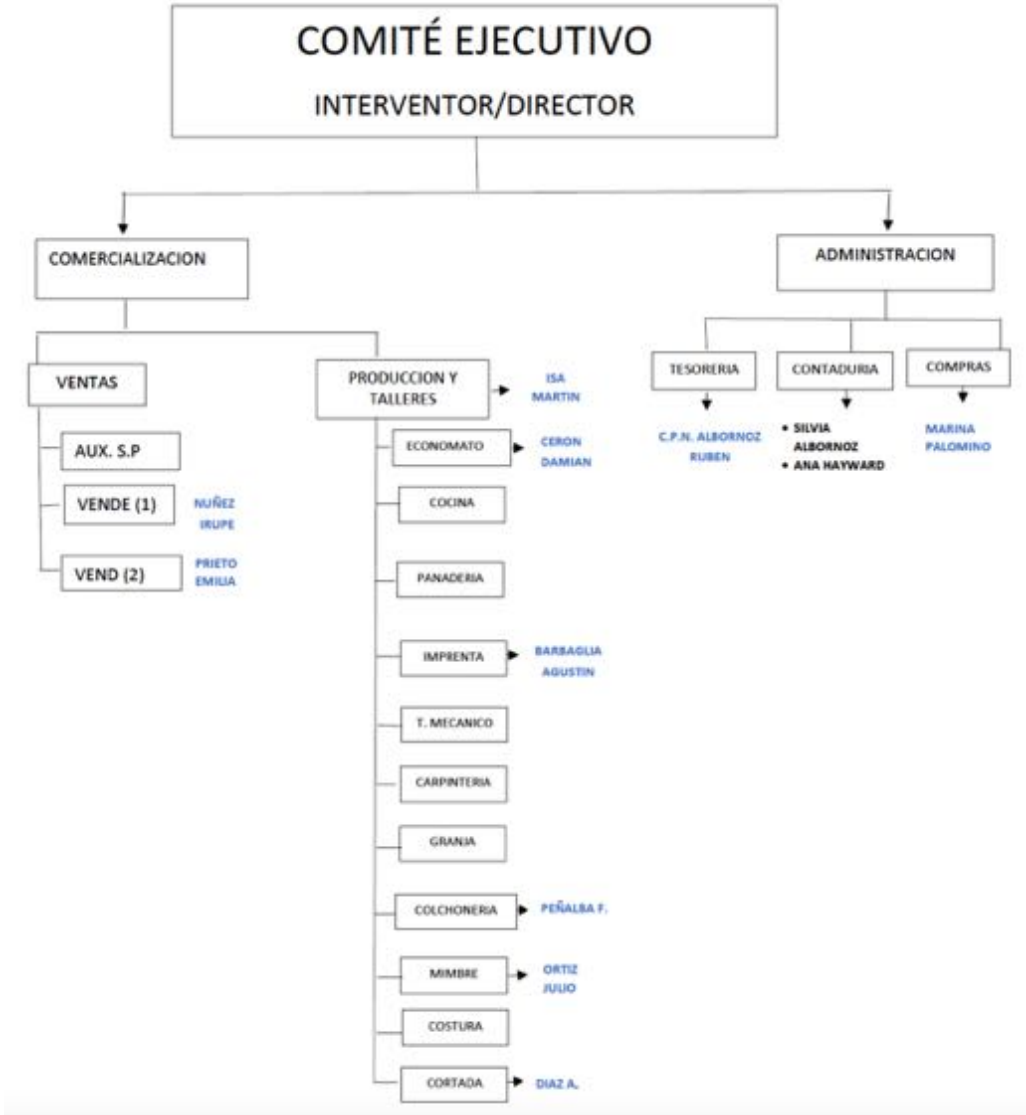 COMITÉ EJECUTIVO
INTERVENTOR/DIRECTOR
COMERCIALIZACION
ADMINISTRACION
VENTAS
AUX. S.P
VENDE (1)
NUÑEZ
IRUPE
VEND (2)
PRIETO
EMILIA
PRODUCCION Y
TALLERES
ISA
MARTIN
ECONOMATO
CERON
DAMIAN
COCINA
PANADERIA
IMPRENTA
BARBAGLIA
AGUSTIN
T. MECANICO
CARPINTERIA
GRANJA
COLCHONERIA
PEÑALBA F.
MIMBRE
ORTIZ
JULIO
COSTURA
CORTADA
DIAZ A,
TESORERIA
C.P.N. ALBORNOZ
RUBEN
CONTADURIA
• SILVIA
ALBORNOZ
• ANA HAYWARD
COMPRAS
MARINA
PALOMINO